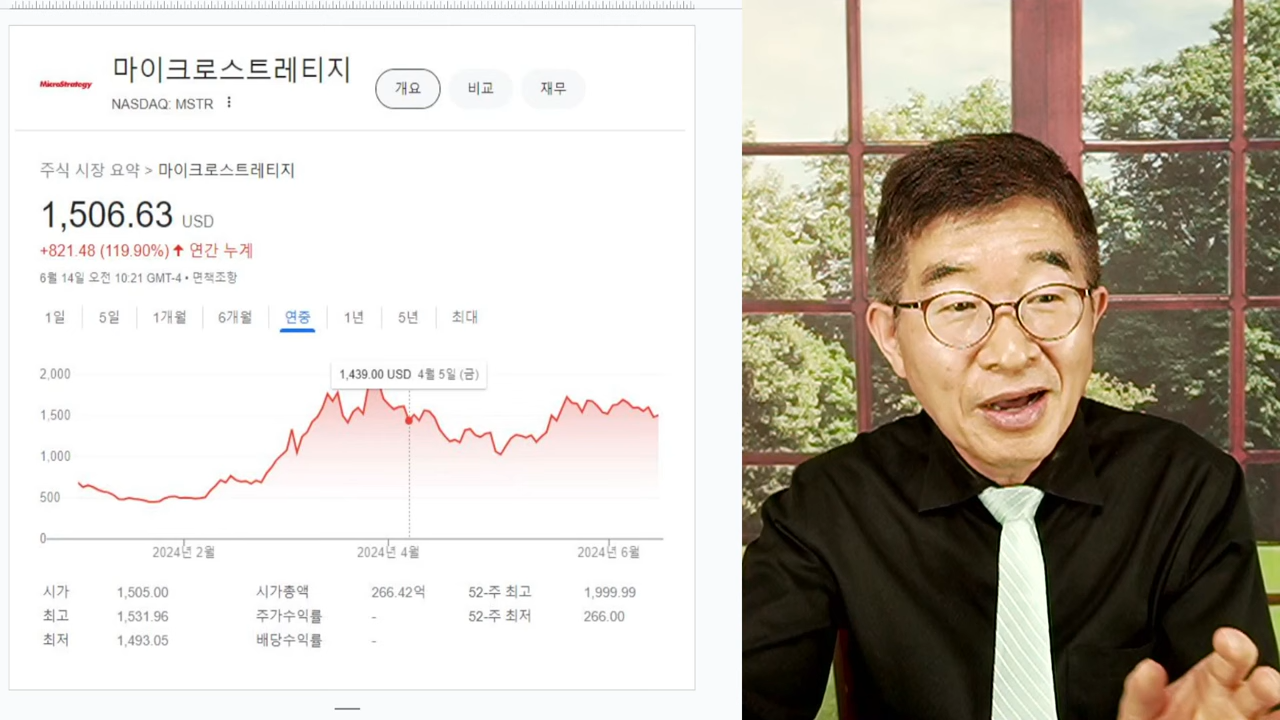 마이크로스트레티지
MicroStrategy
NASDAQ: MSTR
개요 비교 재무
주식 시장 요약 > 마이크로스트레티지
1,506.63 USD
+821.48 (119.90%) ↑ 연간 누계
6월 14일 오전 10:21 GMT-4 • 면책조항
1일 5일 1개월 6개월 연중 1년 5년 최대
1,439.00 USD 4월 5일 (금)
2,000
1,500
1,000
500
0
2024년 2월 2024년 4월 2024년 6월
시가 1,505.00 시가총액 266.42억 52-주 최고 1,999.99
최고 1,531.96 주가수익률 - 52-주 최저 266.00
최저 1,493.05 배당수익률 -